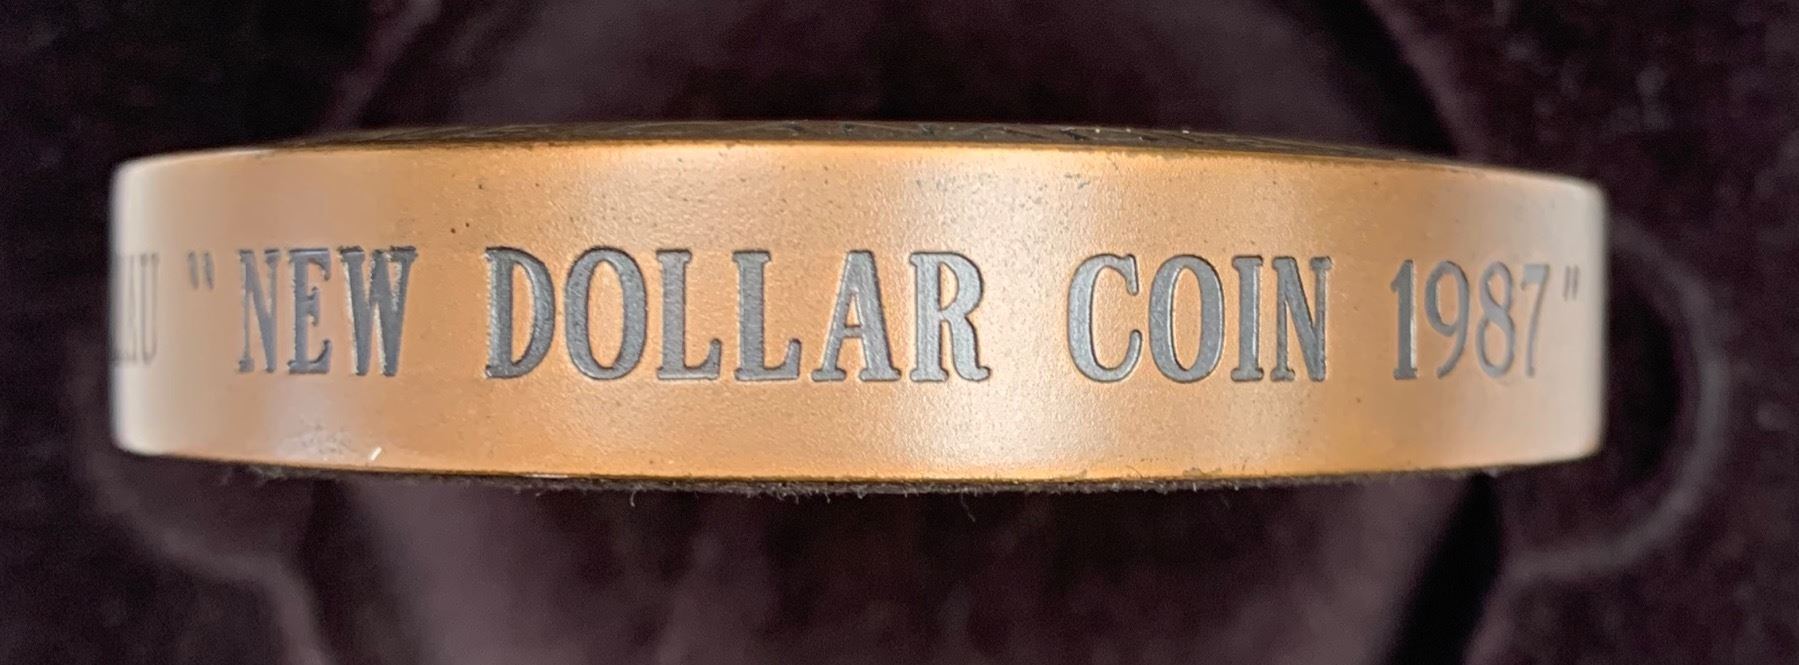 " NEW DOLLAR COIN 1987"